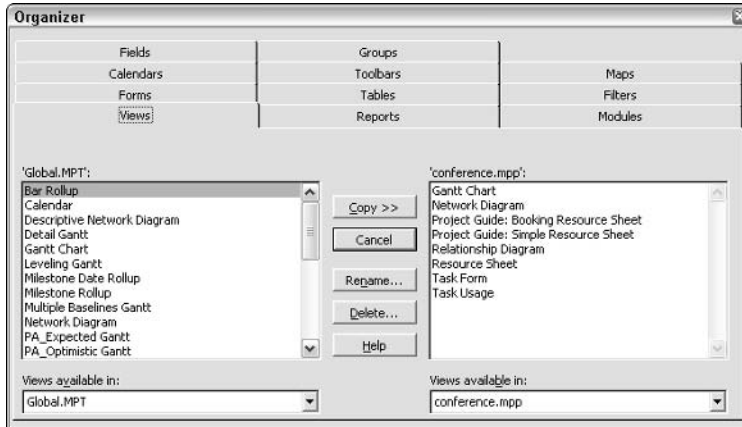 Organizer
Fields Groups
Calendars Toolbars Maps
Forms Tables Filters
Views Reports Modules
'Global.MPT':
Bar Rollup
Calendar
Descriptive Network Diagram
Detail Gantt
Gantt Chart
Leveling Gantt
Milestone Date Rollup
Milestone Rollup
Multiple Baselines Gantt
Network Diagram
PA_Expected Gantt
PA_Optimistic Gantt
Copy >>
Cancel
Rename...
Delete...
Help
'conference.mpp':
Gantt Chart
Network Diagram
Project Guide: Booking Resource Sheet
Project Guide: Simple Resource Sheet
Relationship Diagram
Resource Sheet
Task Form
Task Usage
Views available in:
Global.MPT
Views available in:
conference.mpp